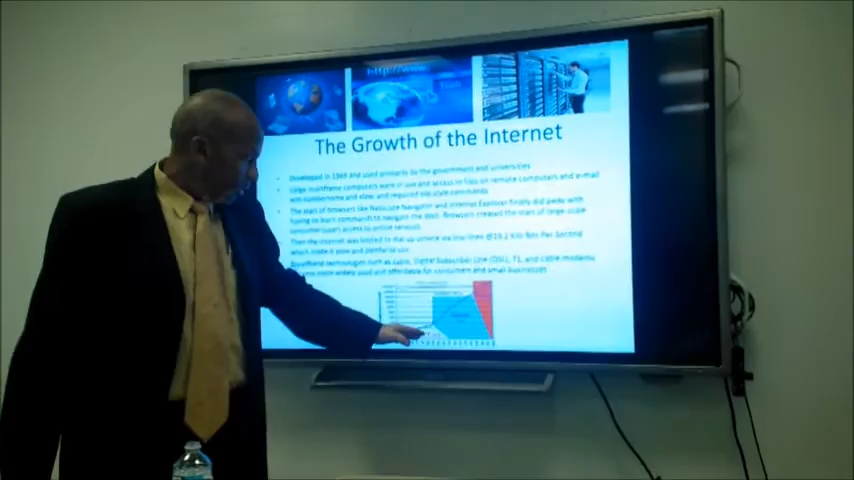 http://www
The Growth of the Internet
Developed in 1969 and used primarily by the government and universities
Large mainframe computers were in use and access to files on remote computers and e-mail
with cumbersome and slow, and required dos style commands
The start of Browsers like Netscape Navigator and Internet Explorer finally did away with
having to learn commands to navigate the Web. Browsers created the starts of large-scale
consumer access to online services
Then the internet was limited to dial-up service via low lines @19.2 Kilo Bits Per Second
which made it slow and painful to use
Broadband technologies such as Cable, Digital Subscriber Line (DSL), T1, and cable modems
more widely used and affordable for consumers and small businesses